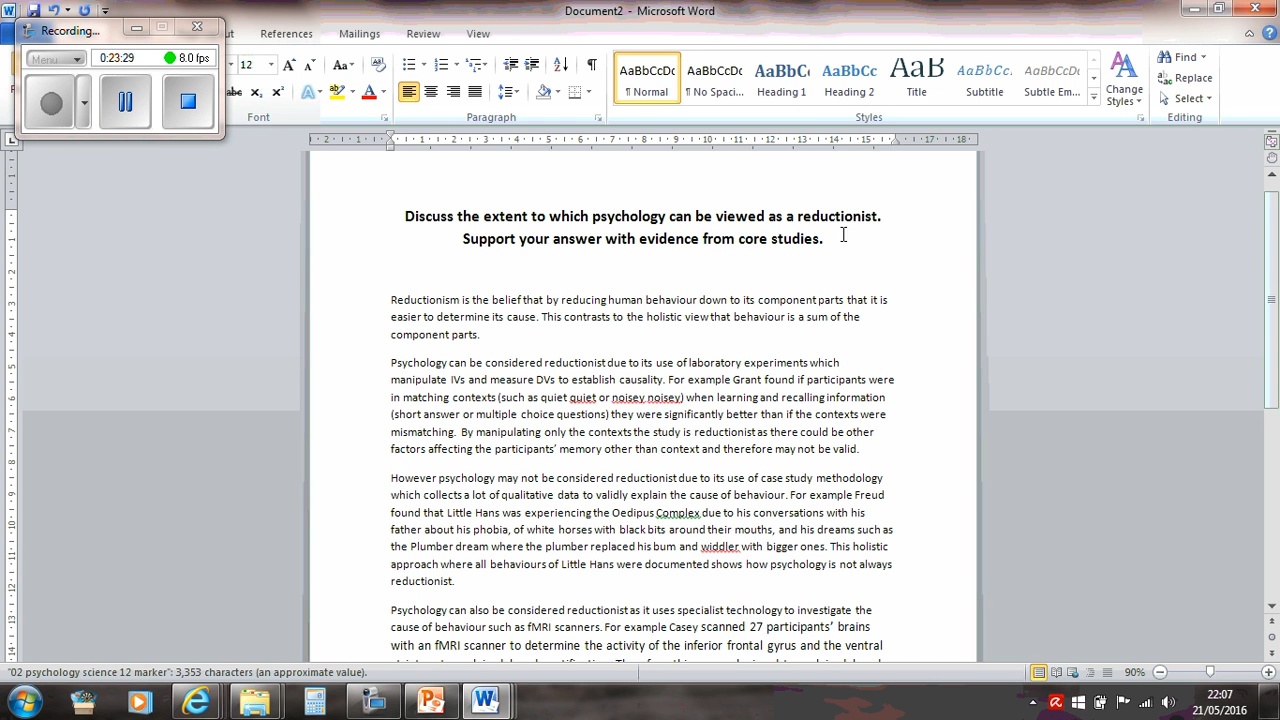 Document2 - Microsoft Word
Recording...
Menu
0:23:29
8.0 fps
References
Mailings
Review
View
12
Aa
abc
AaBbCcDc
¶ Normal
AaBbCcDc
¶ No Spaci...
AaBbCc
Heading 1
AaBbCc
Heading 2
AaB
Title
AaBbCc.
Subtitle
AaBbCcDc
Subtle Em...
Change
Styles
Find
Replace
Select
Font
Paragraph
Styles
Editing
Discuss the extent to which psychology can be viewed as a reductionist.
Support your answer with evidence from core studies.
Reductionism is the belief that by reducing human behaviour down to its component parts that it is
easier to determine its cause. This contrasts to the holistic view that behaviour is a sum of the
component parts.
Psychology can be considered reductionist due to its use of laboratory experiments which
manipulate IVs and measure DVs to establish causality. For example Grant found if participants were
in matching contexts (such as quiet quiet or noisey noisey) when learning and recalling information
(short answer or multiple choice questions) they were significantly better than if the contexts were
mismatching. By manipulating only the contexts the study is reductionist as there could be other
factors affecting the participants' memory other than context and therefore may not be valid.
However psychology may not be considered reductionist due to its use of case study methodology
which collects a lot of qualitative data to validly explain the cause of behaviour. For example Freud
found that Little Hans was experiencing the Oedipus Complex due to his conversations with his
father about his phobia, of white horses with black bits around their mouths, and his dreams such as
the Plumber dream where the plumber replaced his bum and widdler with bigger ones. This holistic
approach where all behaviours of Little Hans were documented shows how psychology is not always
reductionist.
Psychology can also be considered reductionist as it uses specialist technology to investigate the
cause of behaviour such as fMRI scanners. For example Casey scanned 27 participants' brains
with an fMRI scanner to determine the activity of the inferior frontal gyrus and the ventral
"02 psychology science 12 marker": 3,353 characters (an approximate value).
90%
22:07
21/05/2016